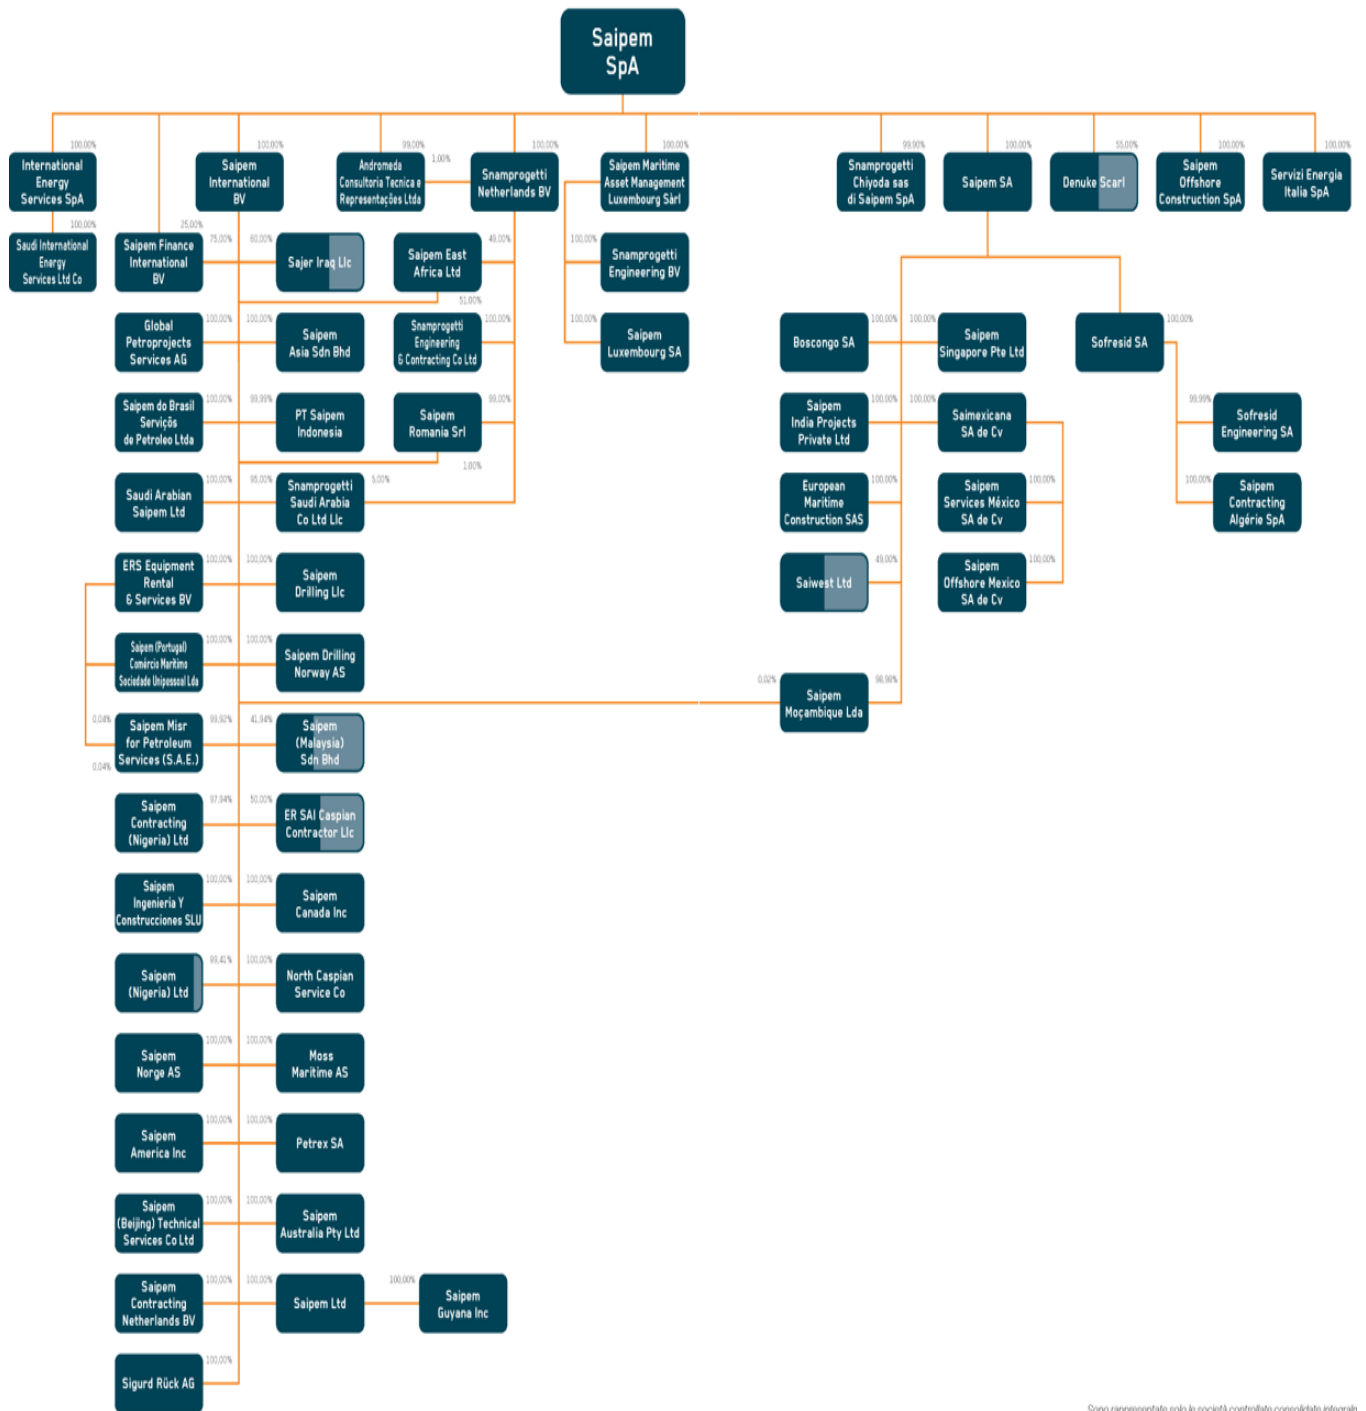 Saipem
SpA
100,00%
100,00%
99,00%
1,00%
100,00%
100,00%
99,90%
100,00%
55,00%
100,00%
100,00%
International
Energy
Services SpA
Saipem
International
BV
Andromeda
Consultoria Tecnica e
Representações Ltda
Snamprogetti
Netherlands BV
Saipem Maritime
Asset Management
Luxembourg Sàrl
Snamprogetti
Chiyoda sas
di Saipem SpA
Saipem SA
Denuke Scarl
Saipem
Offshore
Construction SpA
Servizi Energia
Italia SpA
100,00%
25,00%
75,00%
60,00%
49,00%
100,00%
Saudi International
Energy
Services Ltd Co
Saipem Finance
International
BV
Sajer Iraq Llc
Saipem East
Africa Ltd
51,00%
Snamprogetti
Engineering BV
100,00%
100,00%
100,00%
100,00%
100,00%
100,00%
100,00%
Global
Petroprojects
Services AG
Saipem
Asia Sdn Bhd
Snamprogetti
Engineering
& Contracting Co Ltd
Saipem
Luxembourg SA
Boscongo SA
Saipem
Singapore Pte Ltd
Sofresid SA
100,00%
99,99%
99,00%
100,00%
100,00%
99,99%
Saipem do Brasil
Serviçõs
de Petroleo Ltda
PT Saipem
Indonesia
Saipem
Romania Srl
1,00%
Saipem
India Projects
Private Ltd
Saimexicana
SA de Cv
Sofresid
Engineering SA
100,00%
95,00%
5,00%
100,00%
100,00%
100,00%
Saudi Arabian
Saipem Ltd
Snamprogetti
Saudi Arabia
Co Ltd Llc
European
Maritime
Construction SAS
Saipem
Services México
SA de Cv
Saipem
Contracting
Algérie SpA
100,00%
100,00%
49,00%
100,00%
ERS Equipment
Rental
& Services BV
Saipem
Drilling Llc
Saiwest Ltd
Saipem
Offshore Mexico
SA de Cv
100,00%
100,00%
Saipem (Portugal)
Comércio Marítimo
Sociedade Unipessoal Lda
Saipem Drilling
Norway AS
0,02%
99,98%
Saipem
Moçambique Lda
0,04%
99,92%
41,94%
Saipem Misr
for Petroleum
Services (S.A.E.)
0,04%
Saipem
(Malaysia)
Sdn Bhd
97,94%
50,00%
Saipem
Contracting
(Nigeria) Ltd
ER SAI Caspian
Contractor Llc
100,00%
100,00%
Saipem
Ingenieria Y
Construcciones SLU
Saipem
Canada Inc
89,41%
100,00%
Saipem
(Nigeria) Ltd
North Caspian
Service Co
100,00%
100,00%
Saipem
Norge AS
Moss
Maritime AS
100,00%
100,00%
Saipem
America Inc
Petrex SA
100,00%
100,00%
Saipem
(Beijing) Technical
Services Co Ltd
Saipem
Australia Pty Ltd
100,00%
100,00%
100,00%
Saipem
Contracting
Netherlands BV
Saipem Ltd
Saipem
Guyana Inc
100,00%
Sigurd Rück AG
Sono rappresentate solo le società controllate consolidate